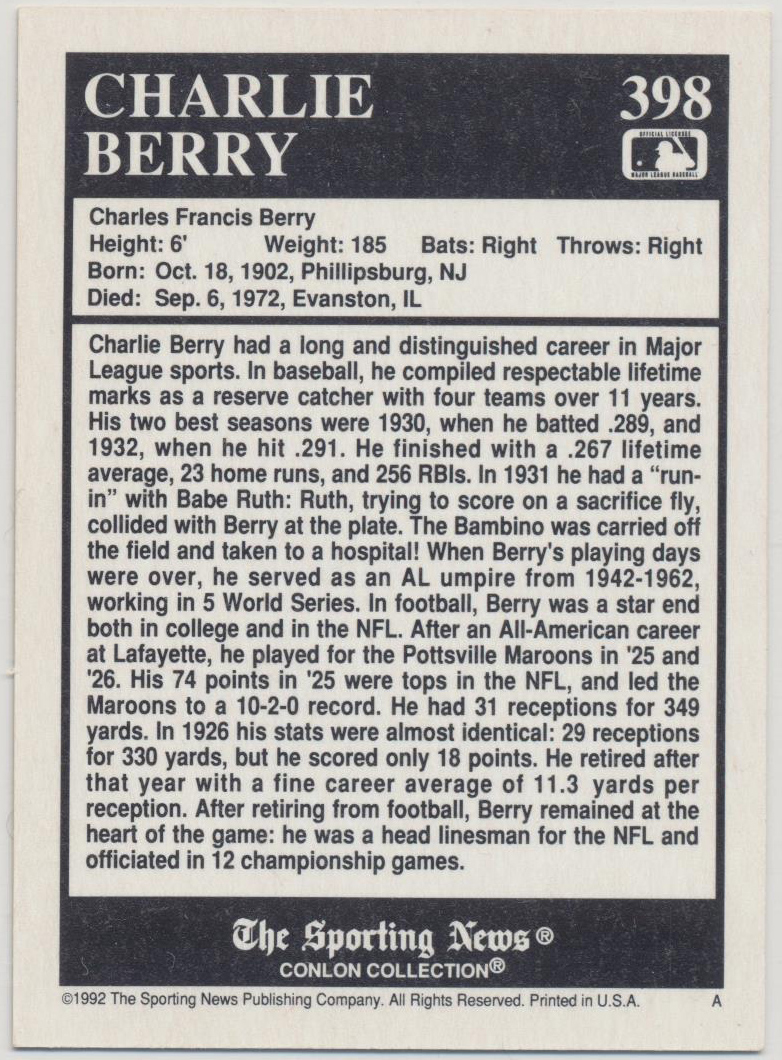 CHARLIE
BERRY
398
OFFICIAL LICENSEE
MAJOR LEAGUE BASEBALL
Charles Francis Berry
Height: 6' Weight: 185 Bats: Right Throws: Right
Born: Oct. 18, 1902, Phillipsburg, NJ
Died: Sep. 6, 1972, Evanston, IL
Charlie Berry had a long and distinguished career in Major
League sports. In baseball, he compiled respectable lifetime
marks as a reserve catcher with four teams over 11 years.
His two best seasons were 1930, when he batted .289, and
1932, when he hit .291. He finished with a .267 lifetime
average, 23 home runs, and 256 RBIs. In 1931 he had a “run-
in” with Babe Ruth: Ruth, trying to score on a sacrifice fly,
collided with Berry at the plate. The Bambino was carried off
the field and taken to a hospital! When Berry's playing days
were over, he served as an AL umpire from 1942-1962,
working in 5 World Series. In football, Berry was a star end
both in college and in the NFL. After an All-American career
at Lafayette, he played for the Pottsville Maroons in '25 and
'26. His 74 points in '25 were tops in the NFL, and led the
Maroons to a 10-2-0 record. He had 31 receptions for 349
yards. In 1926 his stats were almost identical: 29 receptions
for 330 yards, but he scored only 18 points. He retired after
that year with a fine career average of 11.3 yards per
reception. After retiring from football, Berry remained at the
heart of the game: he was a head linesman for the NFL and
officiated in 12 championship games.
The Sporting News®
CONLON COLLECTION®
©1992 The Sporting News Publishing Company. All Rights Reserved. Printed in U.S.A. A